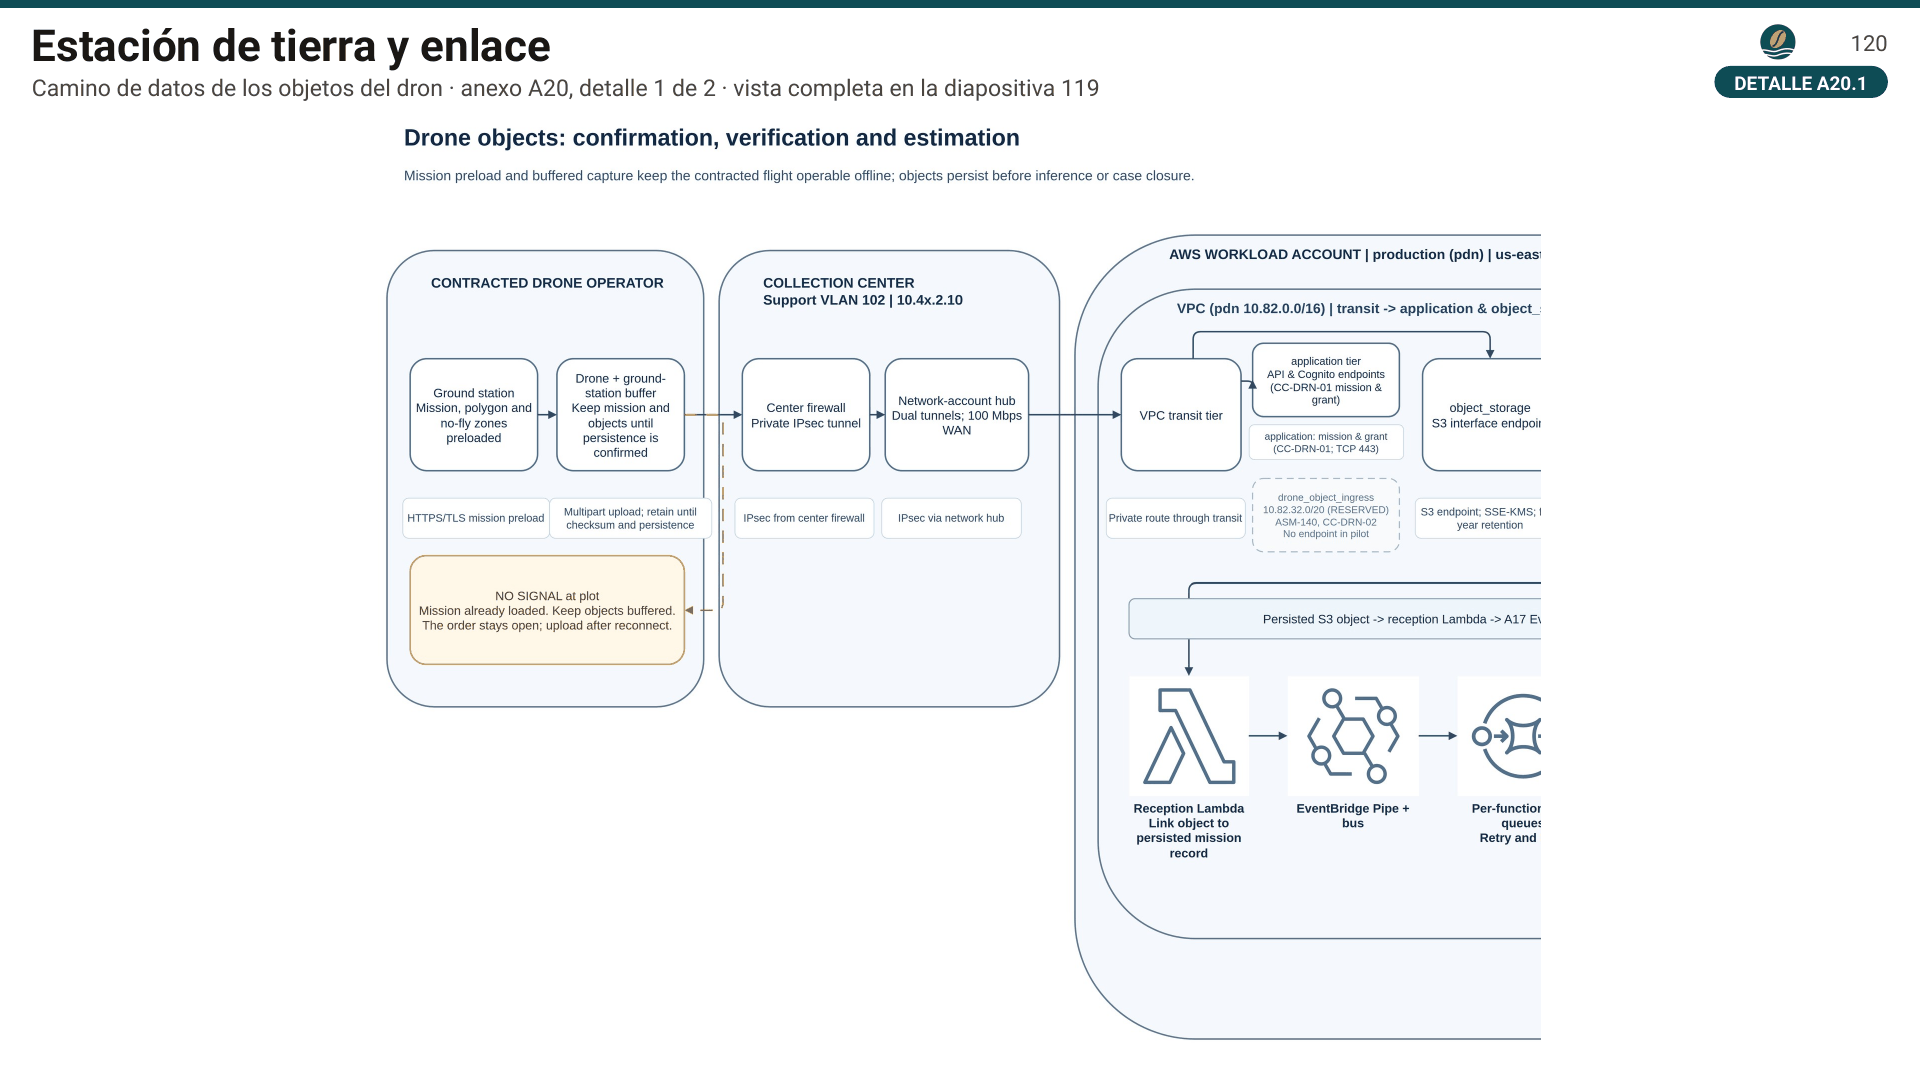 Estación de tierra y enlace
Camino de datos de los objetos del dron · anexo A20, detalle 1 de 2 · vista completa en la diapositiva 119
120
DETALLE A20.1
Drone objects: confirmation, verification and estimation
Mission preload and buffered capture keep the contracted flight operable offline; objects persist before inference or case closure.
CONTRACTED DRONE OPERATOR
Ground station
Mission, polygon and
no-fly zones
preloaded
Drone + ground-
station buffer
Keep mission and
objects until
persistence is
confirmed
HTTPS/TLS mission preload
Multipart upload; retain until
checksum and persistence
NO SIGNAL at plot
Mission already loaded. Keep objects buffered.
The order stays open; upload after reconnect.
COLLECTION CENTER
Support VLAN 102 | 10.4x.2.10
Center firewall
Private IPsec tunnel
Network-account hub
Dual tunnels; 100 Mbps
WAN
IPsec from center firewall
IPsec via network hub
AWS WORKLOAD ACCOUNT | production (pdn) | us-east
VPC (pdn 10.82.0.0/16) | transit -> application & object_
VPC transit tier
application tier
API & Cognito endpoints
(CC-DRN-01 mission &
grant)
application: mission & grant
(CC-DRN-01; TCP 443)
object_storage
S3 interface endpoin
Private route through transit
drone_object_ingress
10.82.32.0/20 (RESERVED)
ASM-140, CC-DRN-02
No endpoint in pilot
S3 endpoint; SSE-KMS;
year retention
Persisted S3 object -> reception Lambda -> A17 Ev
Reception Lambda
Link object to
persisted mission
record
EventBridge Pipe +
bus
Per-function
queues
Retry and